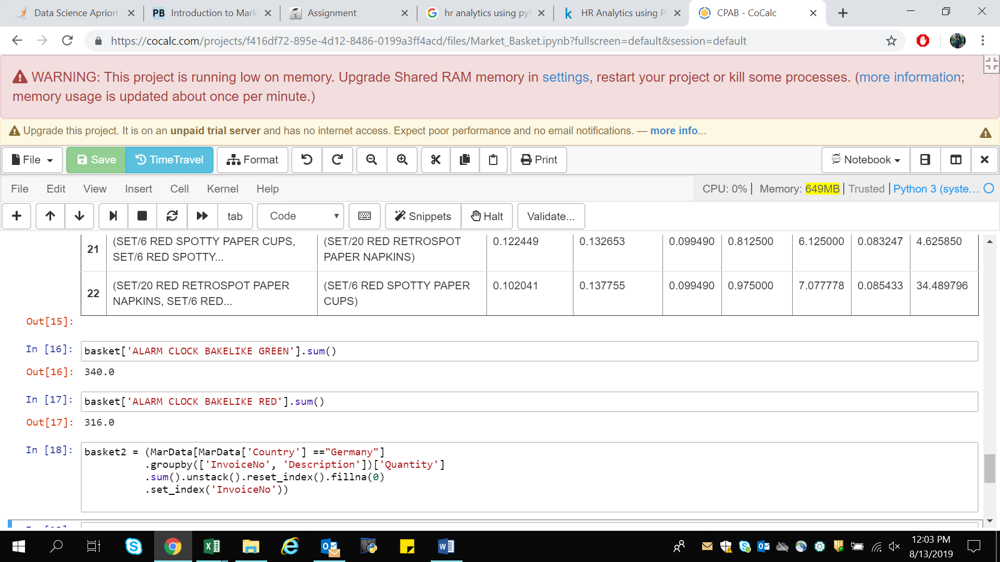 Data Science Apriori
PB Introduction to Mark
Assignment
G hr analytics using pyt
k HR Analytics using P
CPAB - CoCalc
https://cocalc.com/projects/f416df72-895e-4d12-8486-0199a3ff4acd/files/Market_Basket.ipynb?fullscreen=default&session=default
WARNING: This project is running low on memory. Upgrade Shared RAM memory in settings, restart your project or kill some processes. (more information;
memory usage is updated about once per minute.)
Upgrade this project. It is on an unpaid trial server and has no internet access. Expect poor performance and no email notifications. — more info...
File Save TimeTravel Format Print Notebook
File Edit View Insert Cell Kernel Help CPU: 0% Memory: 649MB Trusted Python 3 (syste...
tab Code Snippets Halt Validate...
21 (SET/6 RED SPOTTY PAPER CUPS, (SET/20 RED RETROSPOT 0.122449 0.132653 0.099490 0.812500 6.125000 0.083247 4.625850
SET/6 RED SPOTTY... PAPER NAPKINS)
22 (SET/20 RED RETROSPOT PAPER (SET/6 RED SPOTTY PAPER 0.102041 0.137755 0.099490 0.975000 7.077778 0.085433 34.489796
NAPKINS, SET/6 RED... CUPS)
Out[15]:
In [16]: basket['ALARM CLOCK BAKELIKE GREEN'].sum()
Out[16]: 340.0
In [17]: basket['ALARM CLOCK BAKELIKE RED'].sum()
Out[17]: 316.0
In [18]: basket2 = (MarData[MarData['Country'] =="Germany"]
.groupby(['InvoiceNo', 'Description'])['Quantity']
.sum().unstack().reset_index().fillna(0)
.set_index('InvoiceNo'))
12:03 PM
8/13/2019